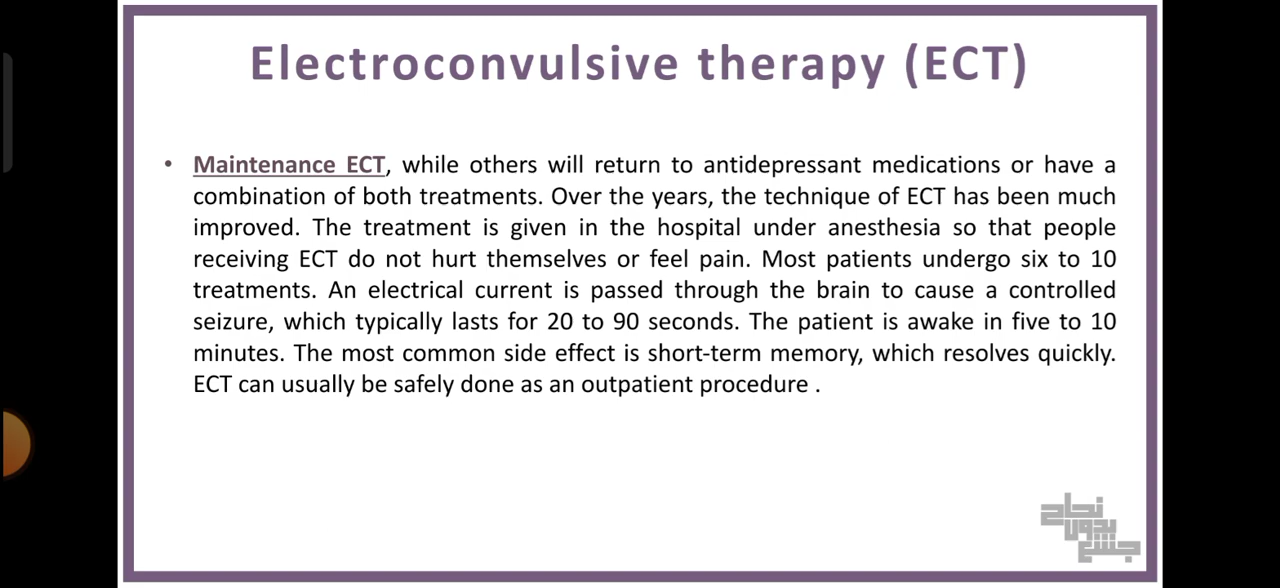 Electroconvulsive therapy (ECT)
• Maintenance ECT, while others will return to antidepressant medications or have a
combination of both treatments. Over the years, the technique of ECT has been much
improved. The treatment is given in the hospital under anesthesia so that people
receiving ECT do not hurt themselves or feel pain. Most patients undergo six to 10
treatments. An electrical current is passed through the brain to cause a controlled
seizure, which typically lasts for 20 to 90 seconds. The patient is awake in five to 10
minutes. The most common side effect is short-term memory, which resolves quickly.
ECT can usually be safely done as an outpatient procedure .
نجاح
بدون
جشع